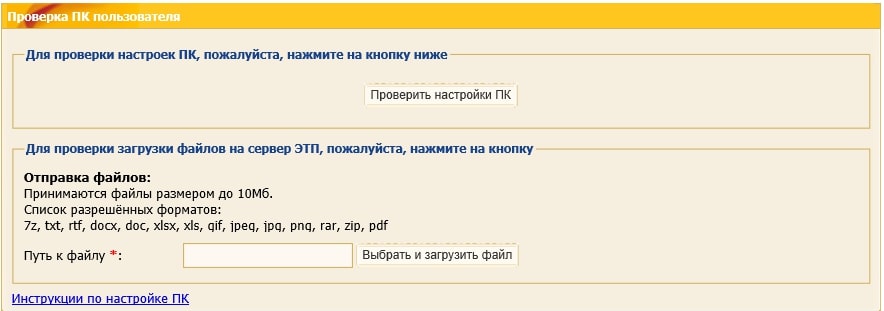 Проверка ПК пользователя
Для проверки настроек ПК, пожалуйста, нажмите на кнопку ниже
Проверить настройки ПК
Для проверки загрузки файлов на сервер ЭТП, пожалуйста, нажмите на кнопку
Отправка файлов:
Принимаются файлы размером до 10Мб.
Список разрешённых форматов:
7z, txt, rtf, docx, doc, xlsx, xls, gif, jpeg, jpg, png, rar, zip, pdf
Путь к файлу *: Выбрать и загрузить файл
Инструкции по настройке ПК